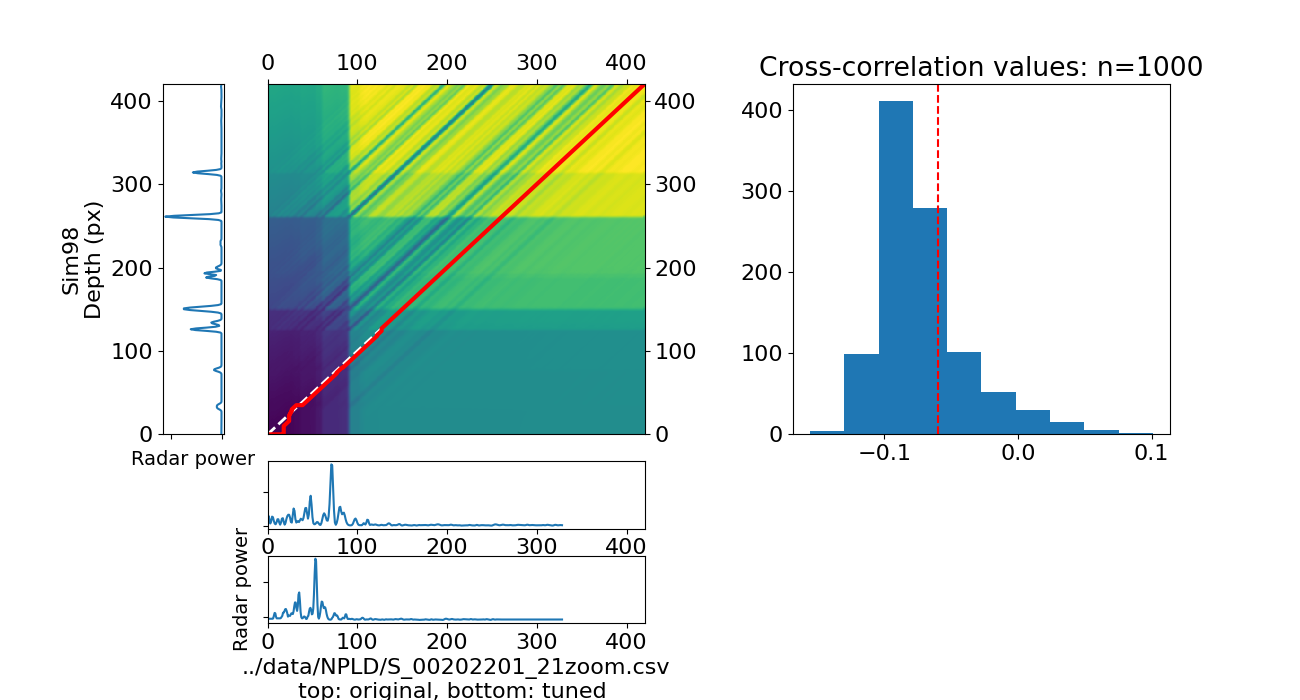 0 100 200 300 400
Cross-correlation values: n=1000
400
300
200
100
0
Sim98
Depth (px)
Radar power
400
300
200
100
0
400
300
200
100
0
−0.1 0.0 0.1
0 100 200 300 400
Radar power
0 100 200 300 400
../data/NPLD/S_00202201_21zoom.csv
top: original, bottom: tuned